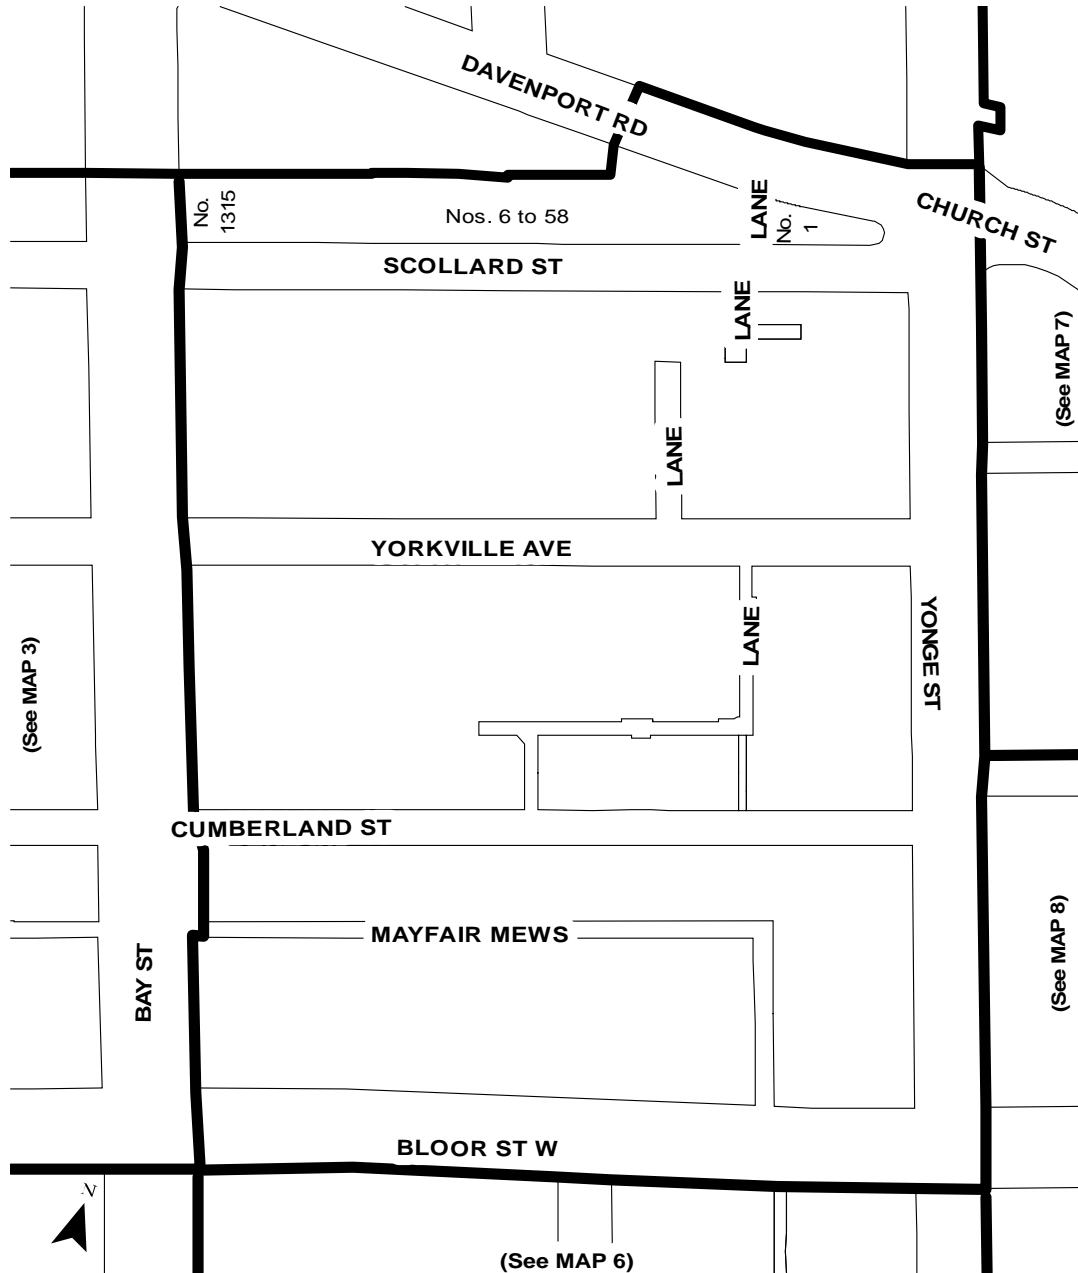 DAVENPORT RD
No.
1315
Nos. 6 to 58
LANE
No.
1
CHURCH ST
SCOLLARD ST
LANE
(See MAP 7)
LANE
YORKVILLE AVE
LANE
YONGE ST
(See MAP 3)
CUMBERLAND ST
MAYFAIR MEWS
BAY ST
(See MAP 8)
BLOOR ST W
N
(See MAP 6)